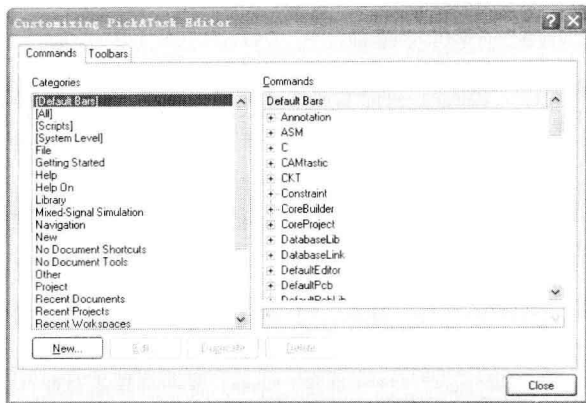 Customizing PickATask Editor
Commands
Toolbars
Categories
[Default Bars]
[All]
[Scripts]
[System Level]
File
Getting Started
Help
Help On
Library
Mixed-Signal Simulation
Navigation
New
No Document Shortcuts
No Document Tools
Other
Project
Recent Documents
Recent Projects
Recent Workspaces
Commands
Default Bars
Annotation
ASM
C
CAMtastic
CKT
Constraint
CoreBuilder
CoreProject
DatabaseLib
DatabaseLink
DefaultEditor
DefaultPcb
DefaultPcbLib
New...
Edit...
Duplicate
Delete
Close